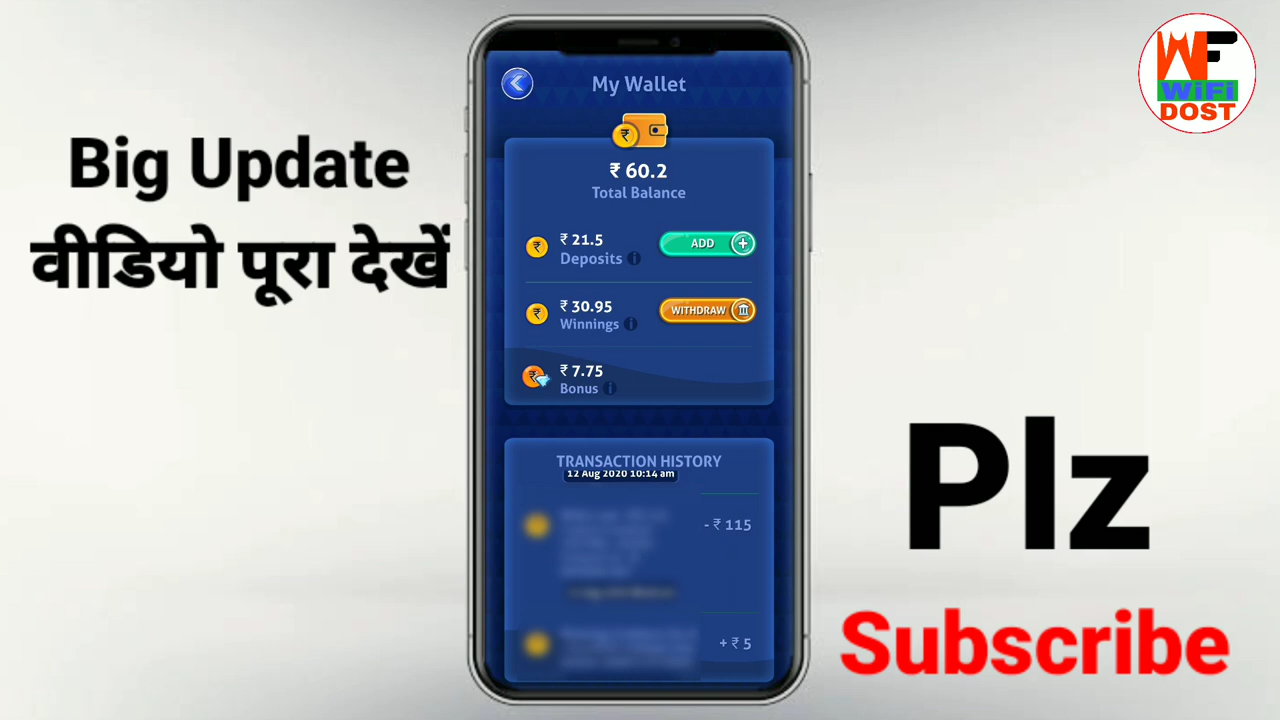 Big Update
वीडियो पूरा देखें
My Wallet
₹ 60.2
Total Balance
₹ 21.5
Deposits
ADD
₹ 30.95
Winnings
WITHDRAW
₹ 7.75
Bonus
TRANSACTION HISTORY
12 Aug 2020 10:14 am
- ₹ 115
+ ₹ 5
WF
WiFi
DOST
Plz
Subscribe